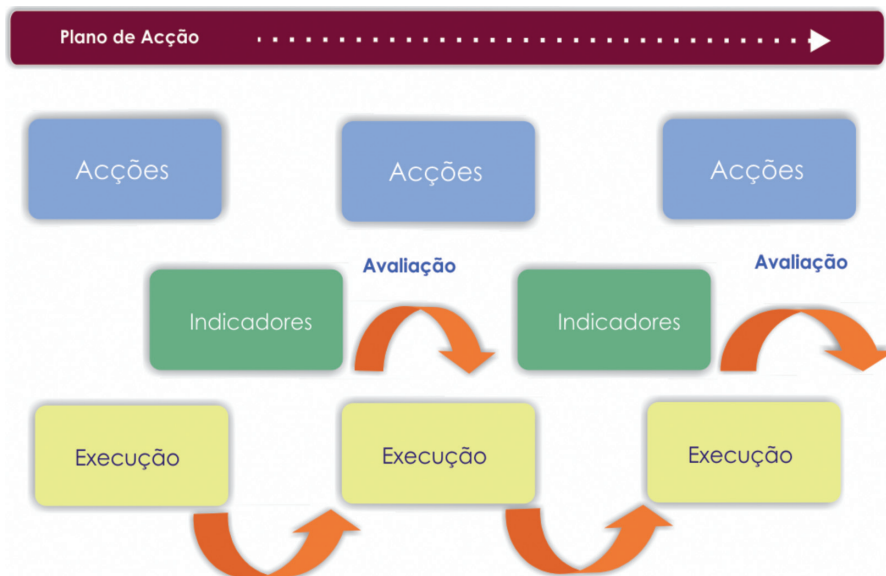 Plano de Acção
Acções
Acções
Acções
Avaliação
Avaliação
Indicadores
Indicadores
Execução
Execução
Execução